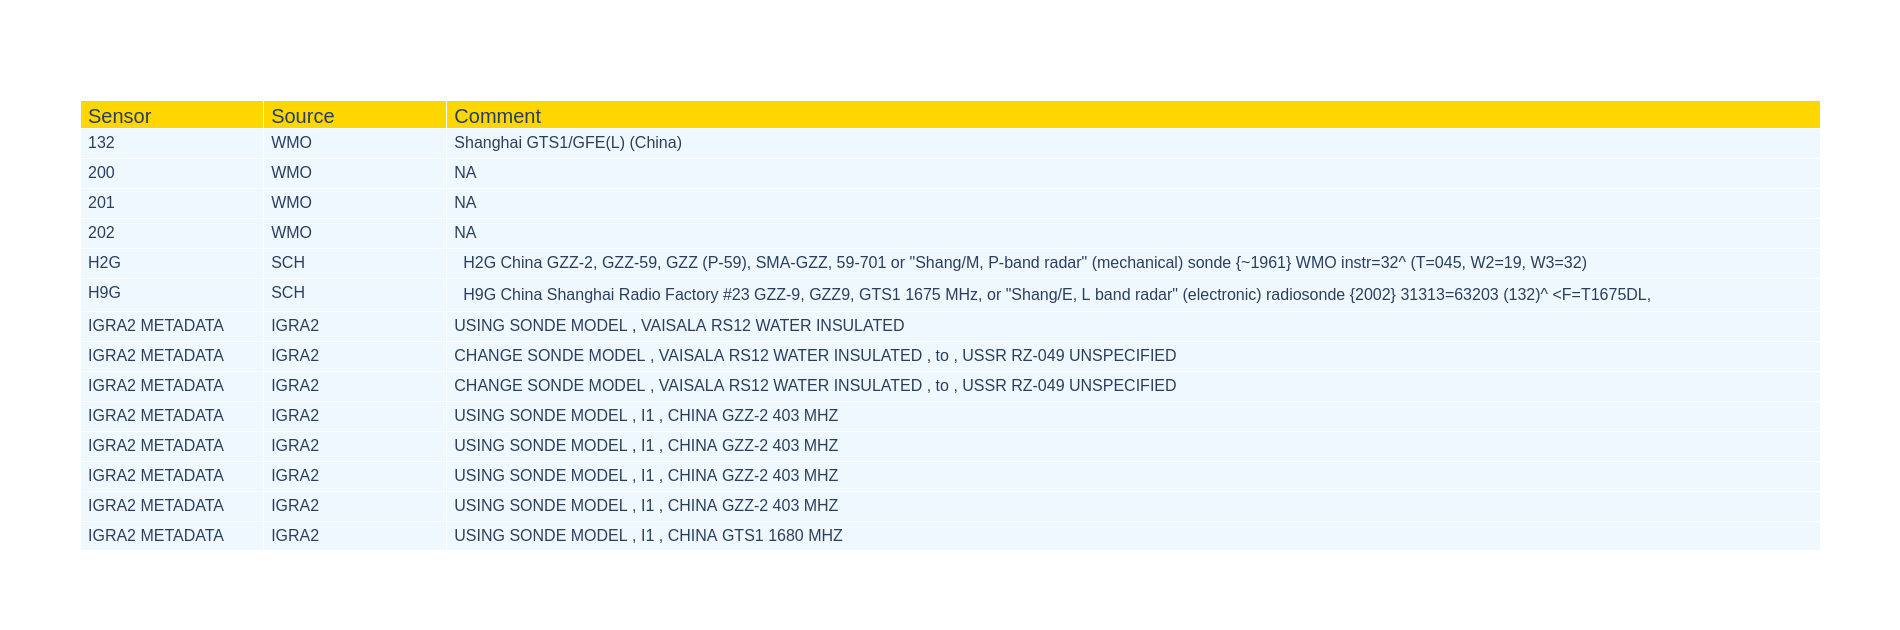 Sensor Source Comment
132 WMO Shanghai GTS1/GFE(L) (China)
200 WMO NA
201 WMO NA
202 WMO NA
H2G SCH H2G China GZZ-2, GZZ-59, GZZ (P-59), SMA-GZZ, 59-701 or "Shang/M, P-band radar" (mechanical) sonde {~1961} WMO instr=32^ (T=045, W2=19, W3=32)
H9G SCH H9G China Shanghai Radio Factory #23 GZZ-9, GZZ9, GTS1 1675 MHz, or "Shang/E, L band radar" (electronic) radiosonde {2002} 31313=63203 (132)^ <F=T1675DL,
IGRA2 METADATA IGRA2 USING SONDE MODEL , VAISALA RS12 WATER INSULATED
IGRA2 METADATA IGRA2 CHANGE SONDE MODEL , VAISALA RS12 WATER INSULATED , to , USSR RZ-049 UNSPECIFIED
IGRA2 METADATA IGRA2 CHANGE SONDE MODEL , VAISALA RS12 WATER INSULATED , to , USSR RZ-049 UNSPECIFIED
IGRA2 METADATA IGRA2 USING SONDE MODEL , I1 , CHINA GZZ-2 403 MHZ
IGRA2 METADATA IGRA2 USING SONDE MODEL , I1 , CHINA GZZ-2 403 MHZ
IGRA2 METADATA IGRA2 USING SONDE MODEL , I1 , CHINA GZZ-2 403 MHZ
IGRA2 METADATA IGRA2 USING SONDE MODEL , I1 , CHINA GZZ-2 403 MHZ
IGRA2 METADATA IGRA2 USING SONDE MODEL , I1 , CHINA GTS1 1680 MHZ